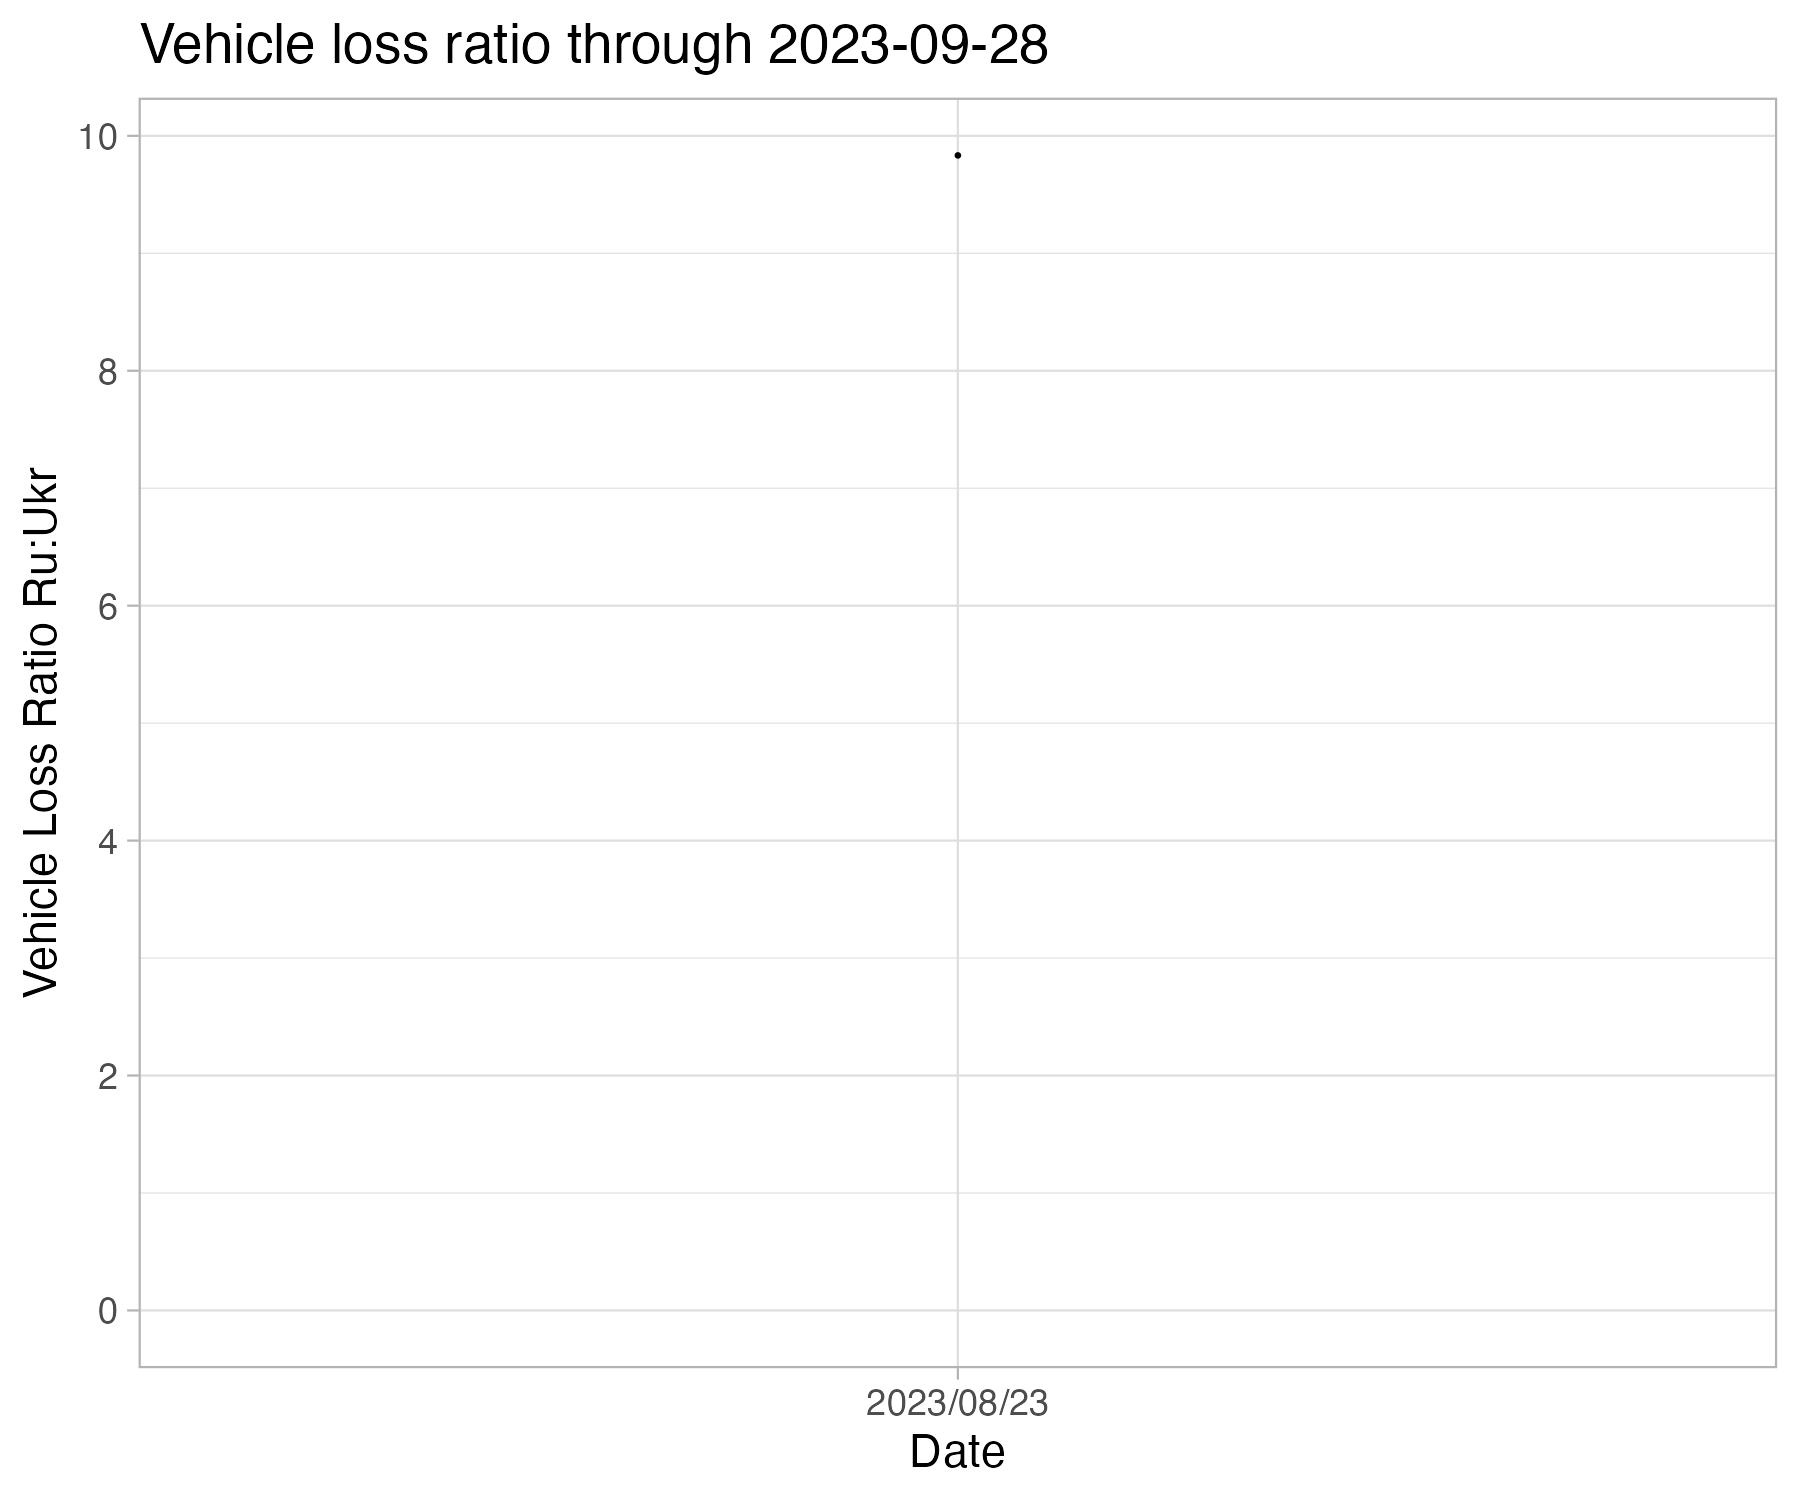 Vehicle loss ratio through 2023-09-28
Vehicle Loss Ratio Ru:Ukr
10
8
6
4
2
0
2023/08/23
Date